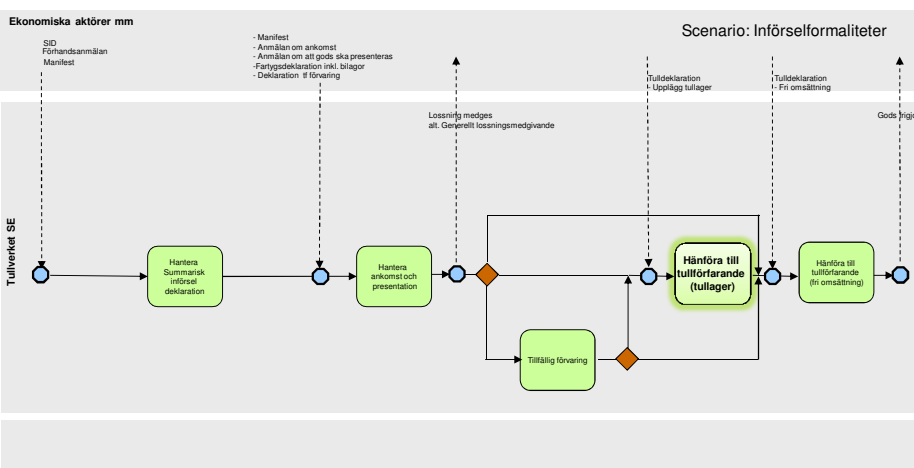 Ekonomiska aktörer mm
Scenario: Införselformaliteter
SID
Förhandsanmälan
Manifest
- Manifest
- Anmälan om ankomst
- Anmälan om att gods ska presenteras
-Fartygsdeklaration inkl. bilagor
- Deklaration tf förvaring
Tulldeklaration
- Upplägg tullager
Tulldeklaration
- Fri omsättning
Lossning medges
alt. Generellt lossningsmedgivande
Gods frigjo
Tullverket SE
Hantera
Summarisk
införsel
deklaration
Hantera
ankomst och
presentation
Hänföra till
tullförfarande
(tullager)
Hänföra till
tullförfarande
(fri omsättning)
Tillfällig förvaring